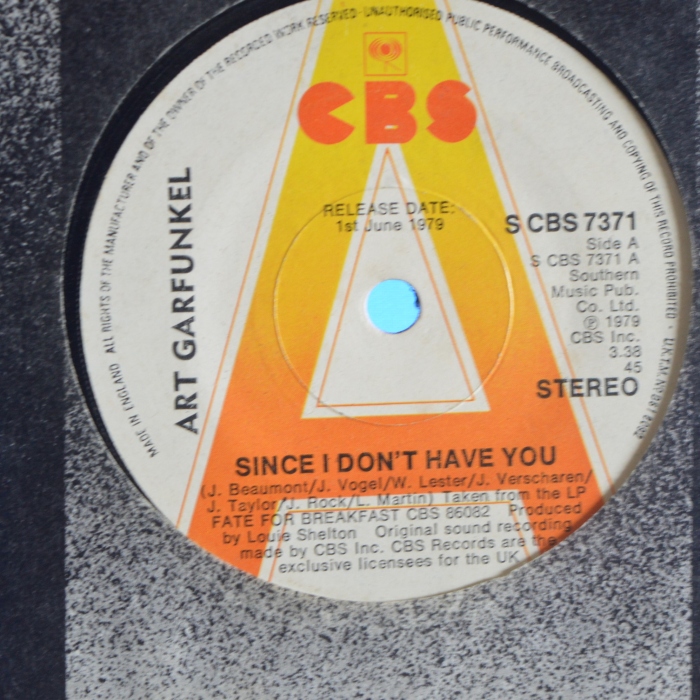 MADE IN ENGLAND ALL RIGHTS OF THE MANUFACTURER AND OF THE OWNER OF THE RECORDED WORK RESERVED · UNAUTHORISED PUBLIC PERFORMANCE BROADCASTING AND COPYING OF THIS RECORD PROHIBITED ·
CBS
RELEASE DATE:
1st June 1979
ART GARFUNKEL
S CBS 7371
Side A
S CBS 7371 A
Southern
Music Pub.
Co. Ltd.
℗ 1979
CBS Inc.
3.38
45
STEREO
SINCE I DON'T HAVE YOU
(J. Beaumont/J. Vogel/W. Lester/J. Verscharen/
J. Taylor/J. Rock/L. Martin) Taken from the LP
FATE FOR BREAKFAST CBS 86082 Produced
by Louie Shelton Original sound recording
made by CBS Inc. CBS Records are the
exclusive licensees for the UK